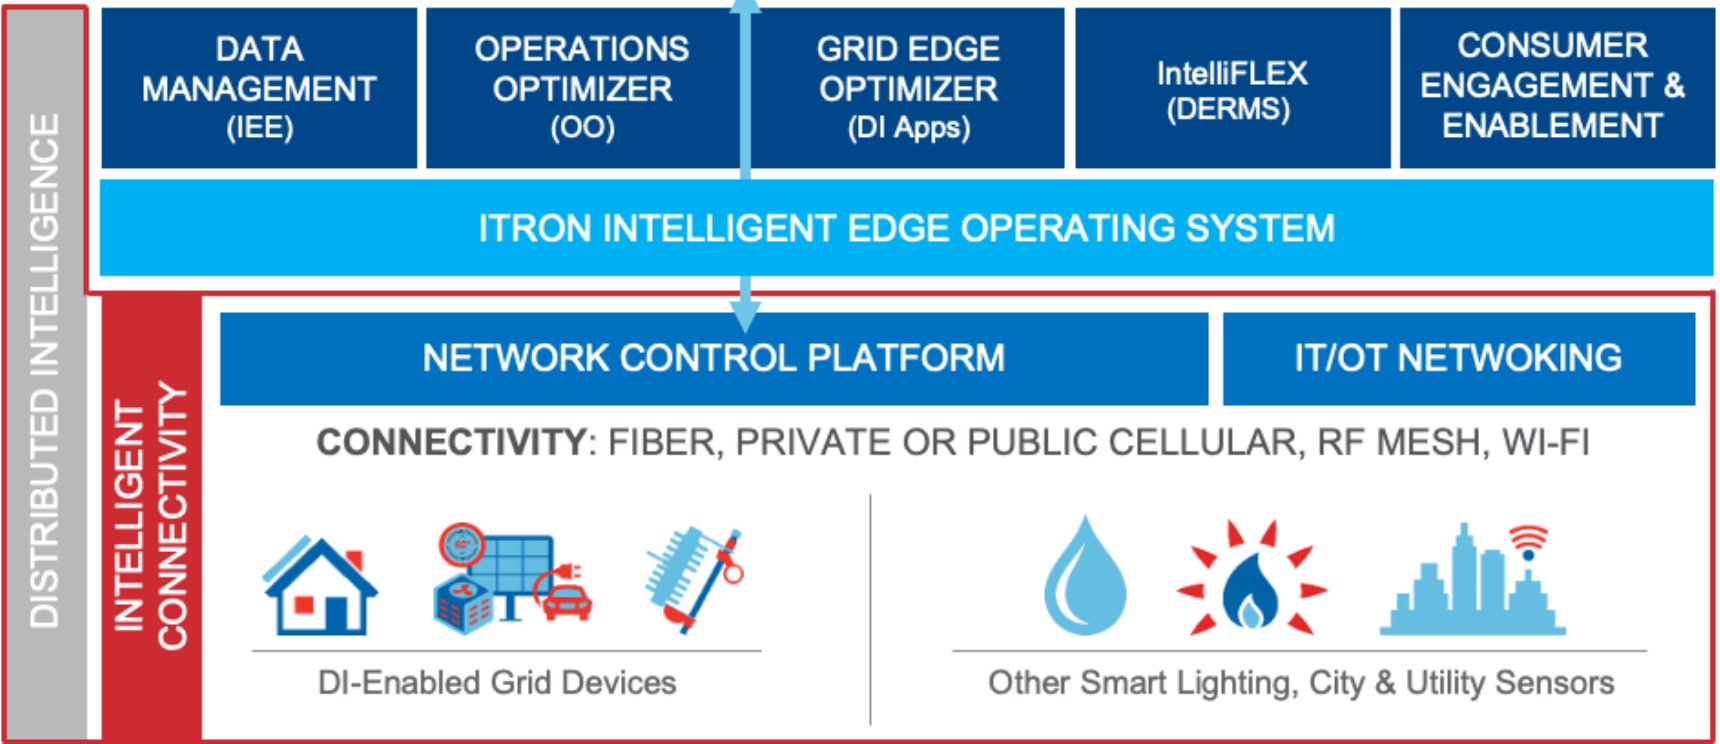 DISTRIBUTED INTELLIGENCE
DATA
MANAGEMENT
(IEE)
OPERATIONS
OPTIMIZER
(OO)
GRID EDGE
OPTIMIZER
(DI Apps)
IntelliFLEX
(DERMS)
CONSUMER
ENGAGEMENT &
ENABLEMENT
ITRON INTELLIGENT EDGE OPERATING SYSTEM
INTELLIGENT
CONNECTIVITY
NETWORK CONTROL PLATFORM
IT/OT NETWOKING
CONNECTIVITY: FIBER, PRIVATE OR PUBLIC CELLULAR, RF MESH, WI-FI
DI-Enabled Grid Devices
Other Smart Lighting, City & Utility Sensors